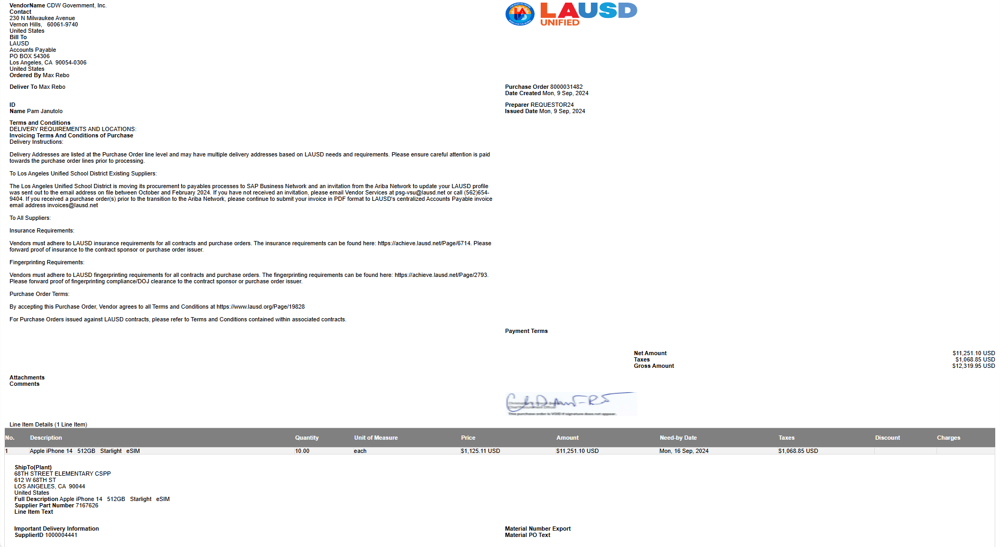 VendorName CDW Government, Inc.
Contact
230 N Milwaukee Avenue
Vernon Hills,   60061-9740
United States
Bill To
LAUSD
Accounts Payable
PO BOX 54306
Los Angeles, CA  90054-0306
United States
Ordered By Max Rebo
LAUSD
UNIFIED
Deliver To Max Rebo
Purchase Order 8000031482
Date Created Mon, 9 Sep, 2024
ID
Name Pam Janutolo
Preparer REQUESTOR24
Issued Date Mon, 9 Sep, 2024
Terms and Conditions
DELIVERY REQUIREMENTS AND LOCATIONS:
Invoicing Terms And Conditions of Purchase
Delivery Instructions:
Delivery Addresses are listed at the Purchase Order line level and may have multiple delivery addresses based on LAUSD needs and requirements. Please ensure careful attention is paid
towards the purchase order lines prior to processing.
To Los Angeles Unified School District Existing Suppliers:
The Los Angeles Unified School District is moving its procurement to payables processes to SAP Business Network and an invitation from the Ariba Network to update your LAUSD profile
was sent out to the email address on file between October and February 2024. If you have not received an invitation, please email Vendor Services at psg-vsu@lausd.net or call (562)654-
9404. If you received a purchase order(s) prior to the transition to the Ariba Network, please continue to submit your invoice in PDF format to LAUSD's centralized Accounts Payable invoice
email address invoices@lausd.net
To All Suppliers:
Insurance Requirements:
Vendors must adhere to LAUSD insurance requirements for all contracts and purchase orders. The insurance requirements can be found here: https://achieve.lausd.net/Page/6714. Please
forward proof of insurance to the contract sponsor or purchase order issuer.
Fingerprinting Requirements:
Vendors must adhere to LAUSD fingerprinting requirements for all contracts and purchase orders. The fingerprinting requirements can be found here: https://achieve.lausd.net/Page/2793.
Please forward proof of fingerprinting compliance/DOJ clearance to the contract sponsor or purchase order issuer.
Purchase Order Terms:
By accepting this Purchase Order, Vendor agrees to all Terms and Conditions at https://www.lausd.org/Page/19828
For Purchase Orders issued against LAUSD contracts, please refer to Terms and Conditions contained within associated contracts.
Payment Terms
Net Amount $11,251.10 USD
Taxes $1,068.85 USD
Gross Amount $12,319.95 USD
Attachments
Comments
Chief Procurement Officer
This purchase order is VOID if signature does not appear.
Line Item Details (1 Line Item)
No. Description Quantity Unit of Measure Price Amount Need-by Date Taxes Discount Charges
1 Apple iPhone 14   512GB   Starlight   eSIM 10.00 each $1,125.11 USD $11,251.10 USD Mon, 16 Sep, 2024 $1,068.85 USD
ShipTo(Plant)
68TH STREET ELEMENTARY CSPP
612 W 68TH ST
LOS ANGELES, CA  90044
United States
Full Description Apple iPhone 14   512GB   Starlight   eSIM
Supplier Part Number 7167626
Line Item Text
Important Delivery Information
SupplierID 1000004441
Material Number Export
Material PO Text